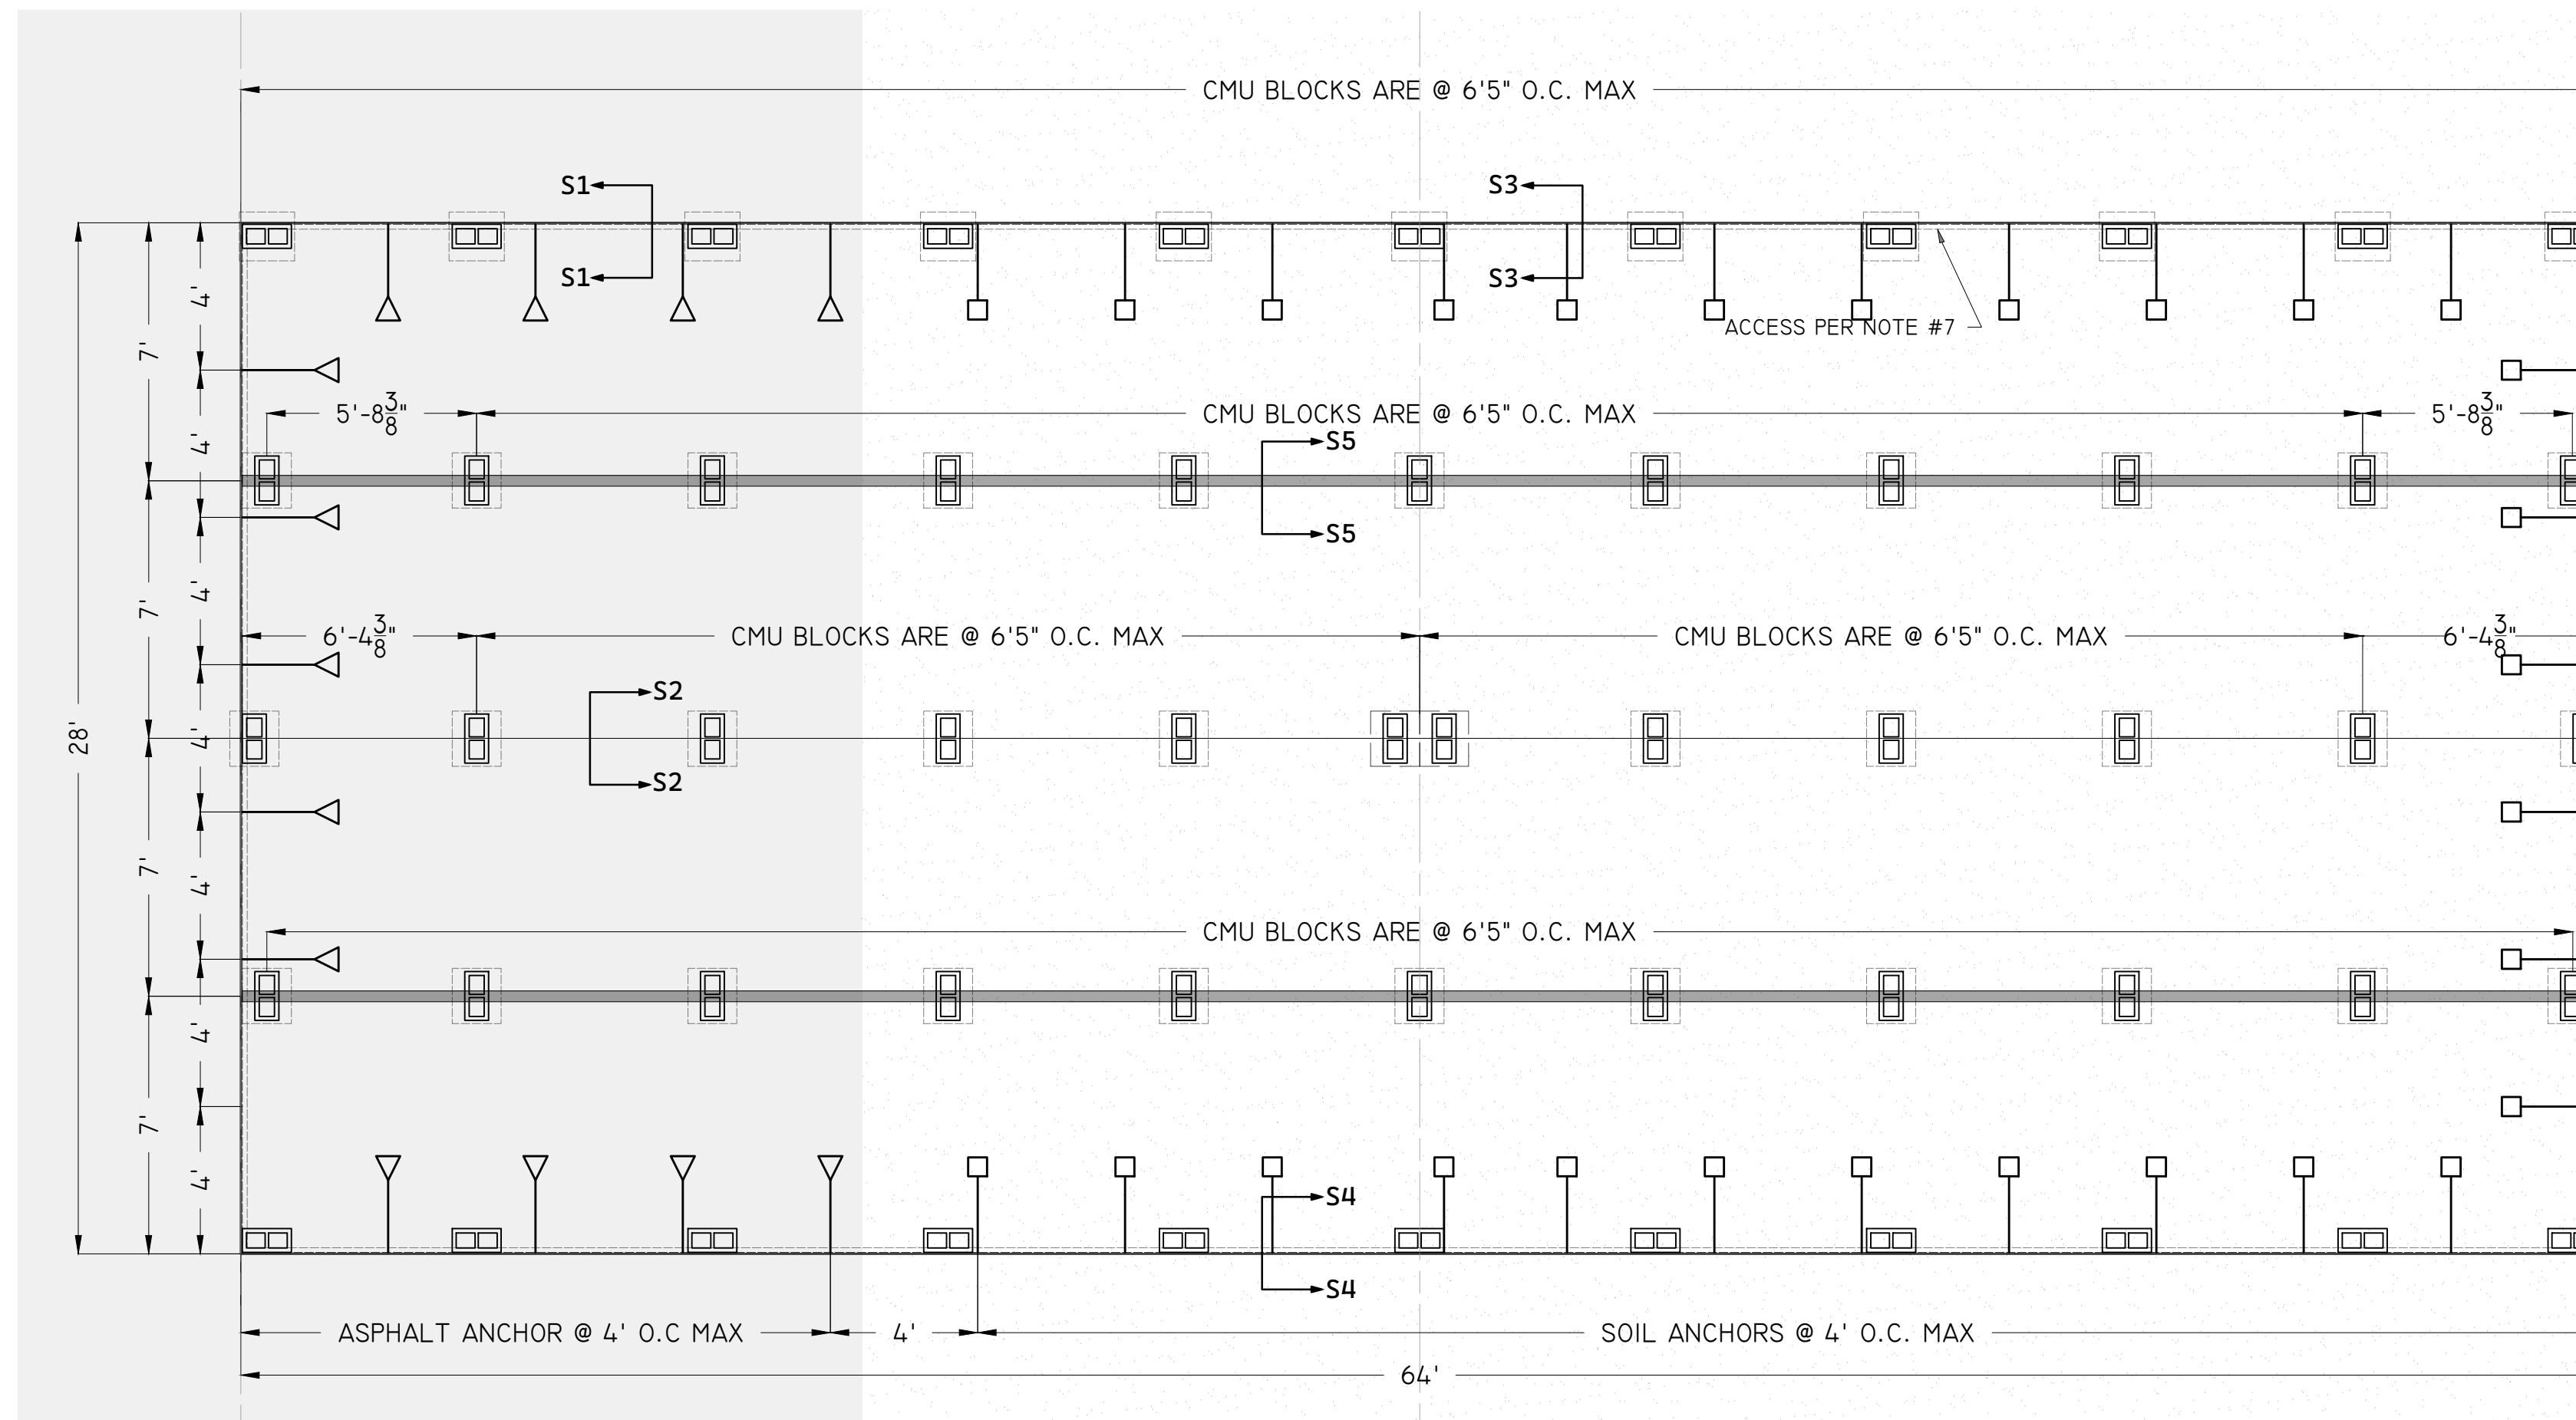 CMU BLOCKS ARE @ 6'5" O.C. MAX
S1
S3
S1
S3
4'
ACCESS PER NOTE #7
7'
5'-8 3/8"
CMU BLOCKS ARE @ 6'5" O.C. MAX
5'-8 3/8"
4'
S5
S5
4'
7'
6'-4 3/8"
CMU BLOCKS ARE @ 6'5" O.C. MAX
CMU BLOCKS ARE @ 6'5" O.C. MAX
6'-4 3/8"
S2
28'
4'
S2
7'
4'
CMU BLOCKS ARE @ 6'5" O.C. MAX
4'
7'
4'
S4
S4
ASPHALT ANCHOR @ 4' O.C MAX
4'
SOIL ANCHORS @ 4' O.C. MAX
64'